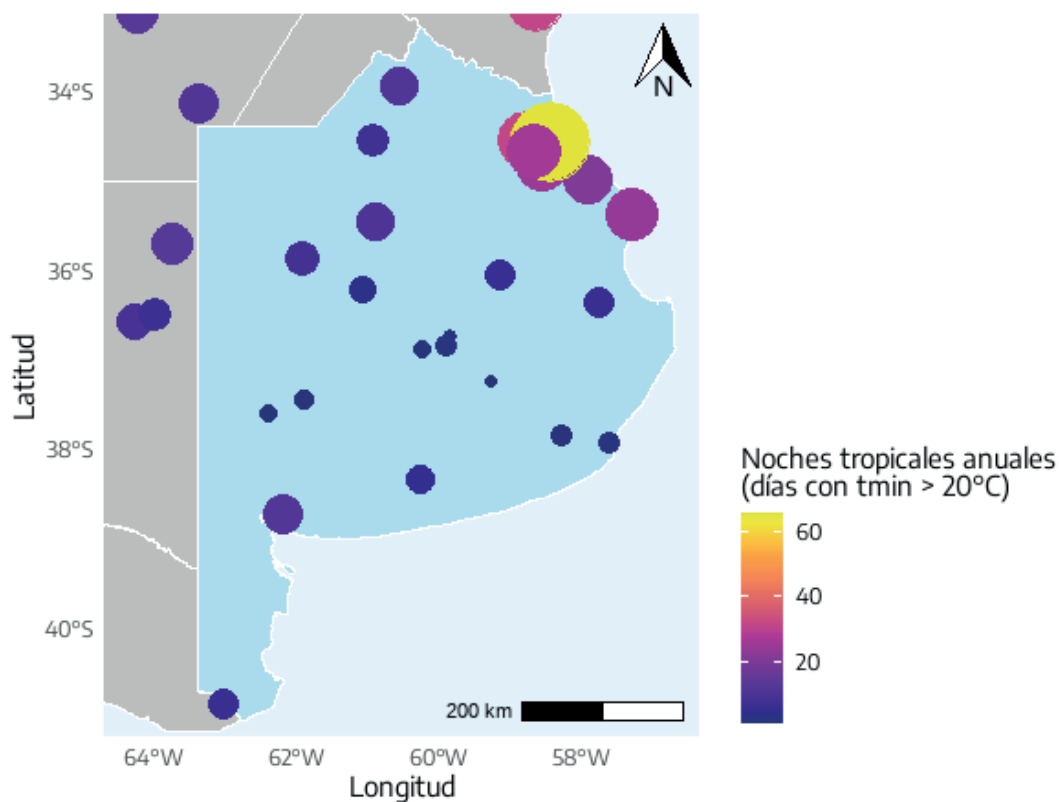 34°S
36°S
38°S
40°S
Latitud
N
200 km
64°W 62°W 60°W 58°W
Longitud
Noches tropicales anuales
(días con tmin > 20°C)
60
40
20